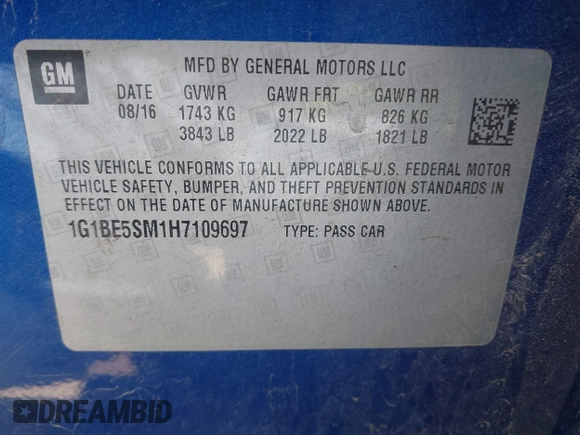 GM
MFD BY GENERAL MOTORS LLC
DATE GVWR GAWR FRT GAWR RR
08/16 1743 KG 917 KG 826 KG
3843 LB 2022 LB 1821 LB
THIS VEHICLE CONFORMS TO ALL APPLICABLE U.S. FEDERAL MOTOR
VEHICLE SAFETY, BUMPER, AND THEFT PREVENTION STANDARDS IN
EFFECT ON THE DATE OF MANUFACTURE SHOWN ABOVE.
1G1BE5SM1H7109697 TYPE: PASS CAR
DREAMBID